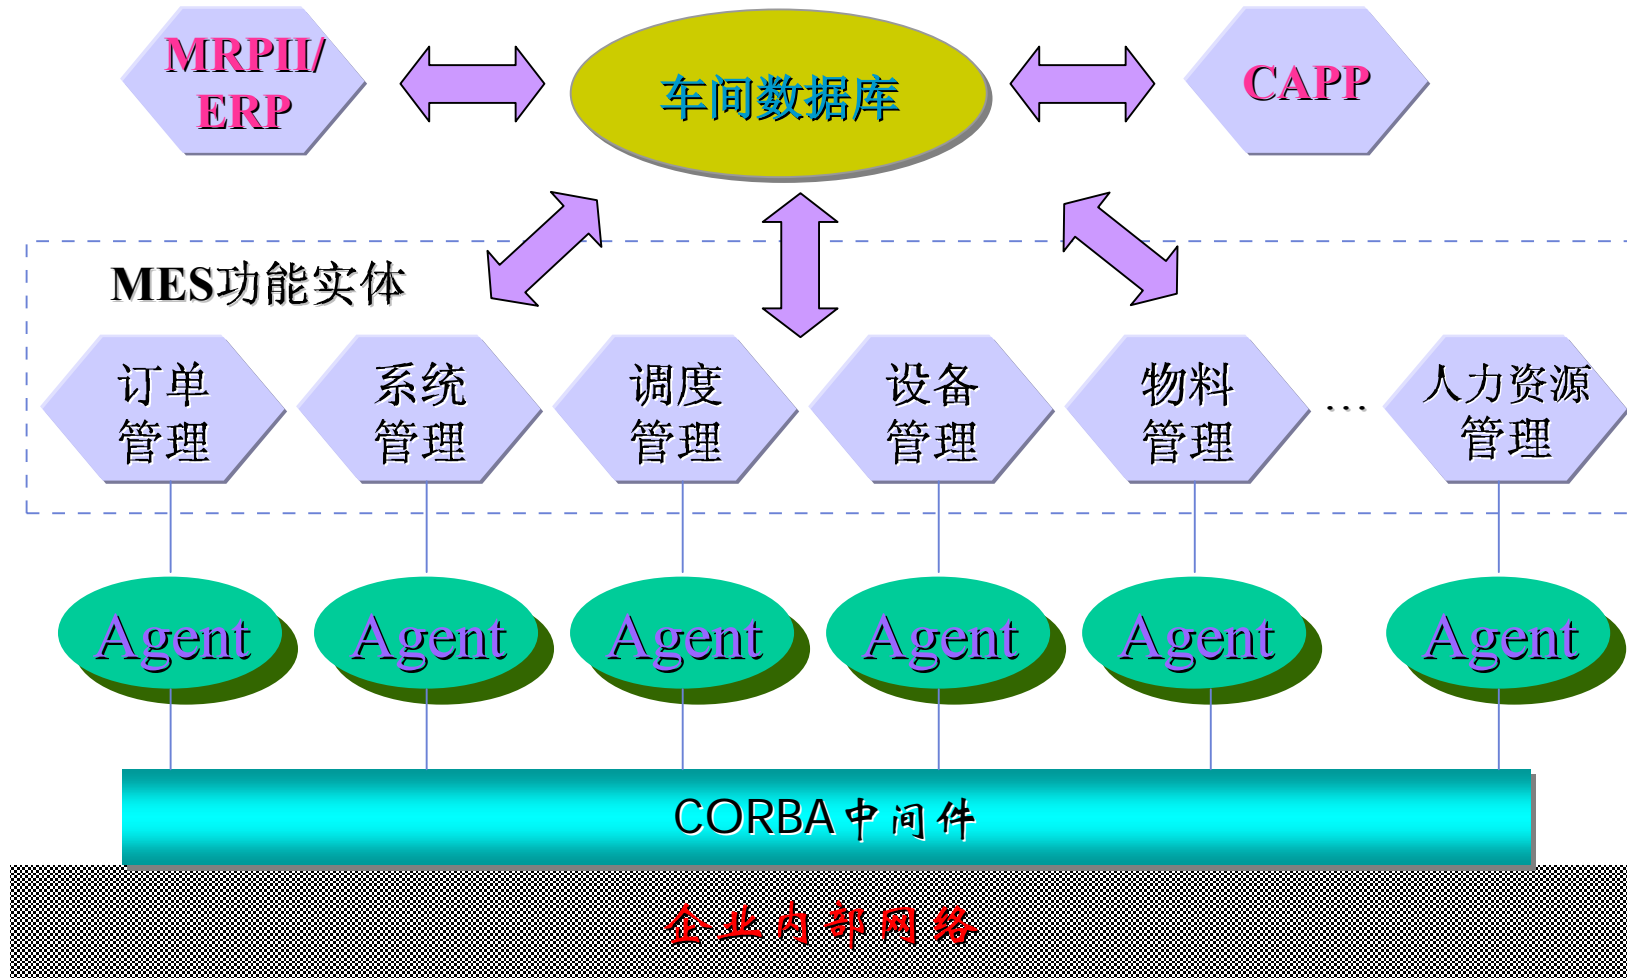 MRPII/
ERP
车间数据库
CAPP
MES功能实体
订单
管理
系统
管理
调度
管理
设备
管理
物料
管理
…
人力资源
管理
Agent
Agent
Agent
Agent
Agent
Agent
CORBA中间件
企业内部网络